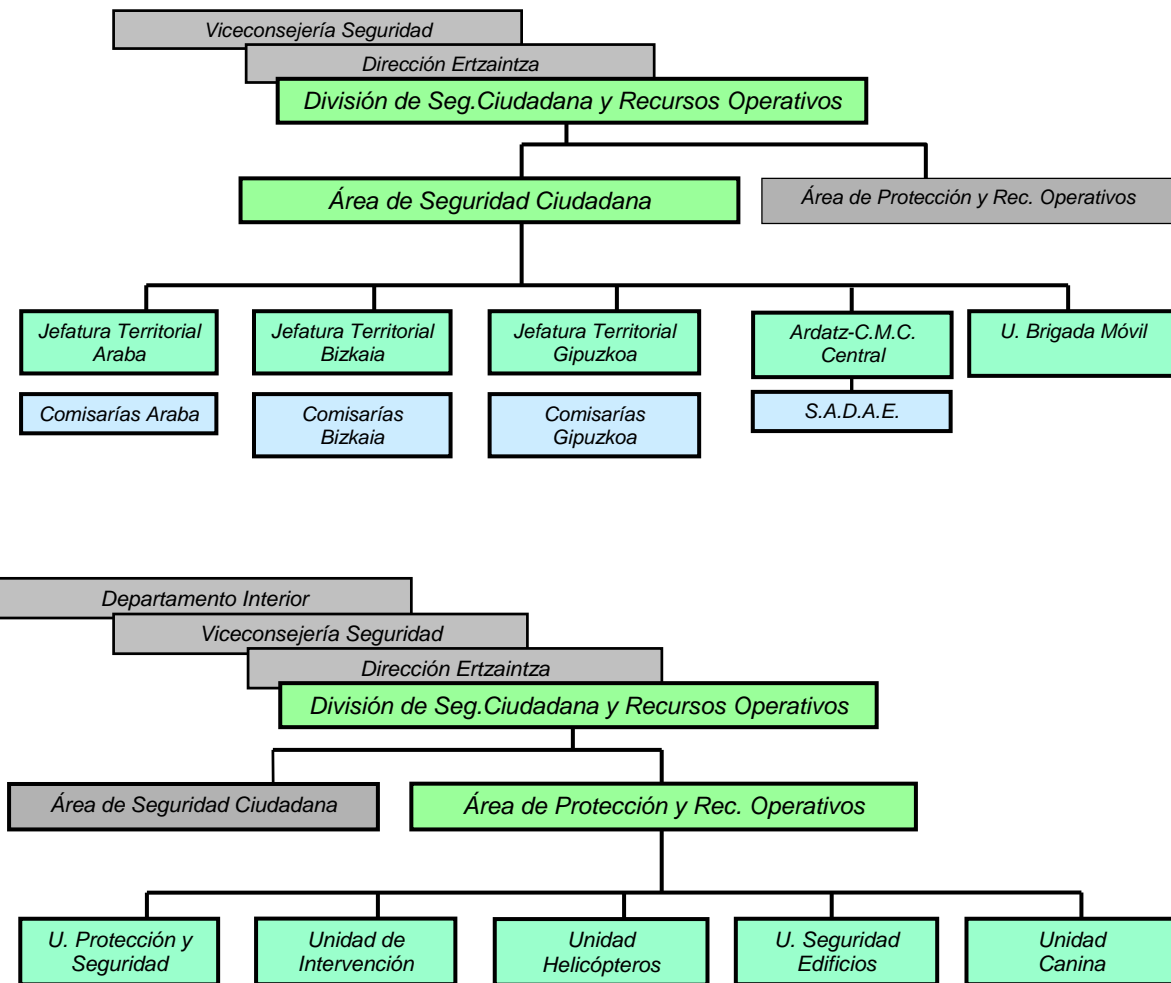 Viceconsejería Seguridad
Dirección Ertzaintza
División de Seg.Ciudadana y Recursos Operativos
Área de Seguridad Ciudadana
Área de Protección y Rec. Operativos
Jefatura Territorial
Araba
Jefatura Territorial
Bizkaia
Jefatura Territorial
Gipuzkoa
Ardatz-C.M.C.
Central
U. Brigada Móvil
Comisarías Araba
Comisarías
Bizkaia
Comisarías
Gipuzkoa
S.A.D.A.E.
Departamento Interior
Viceconsejería Seguridad
Dirección Ertzaintza
División de Seg.Ciudadana y Recursos Operativos
Área de Seguridad Ciudadana
Área de Protección y Rec. Operativos
U. Protección y
Seguridad
Unidad de
Intervención
Unidad
Helicópteros
U. Seguridad
Edificios
Unidad
Canina